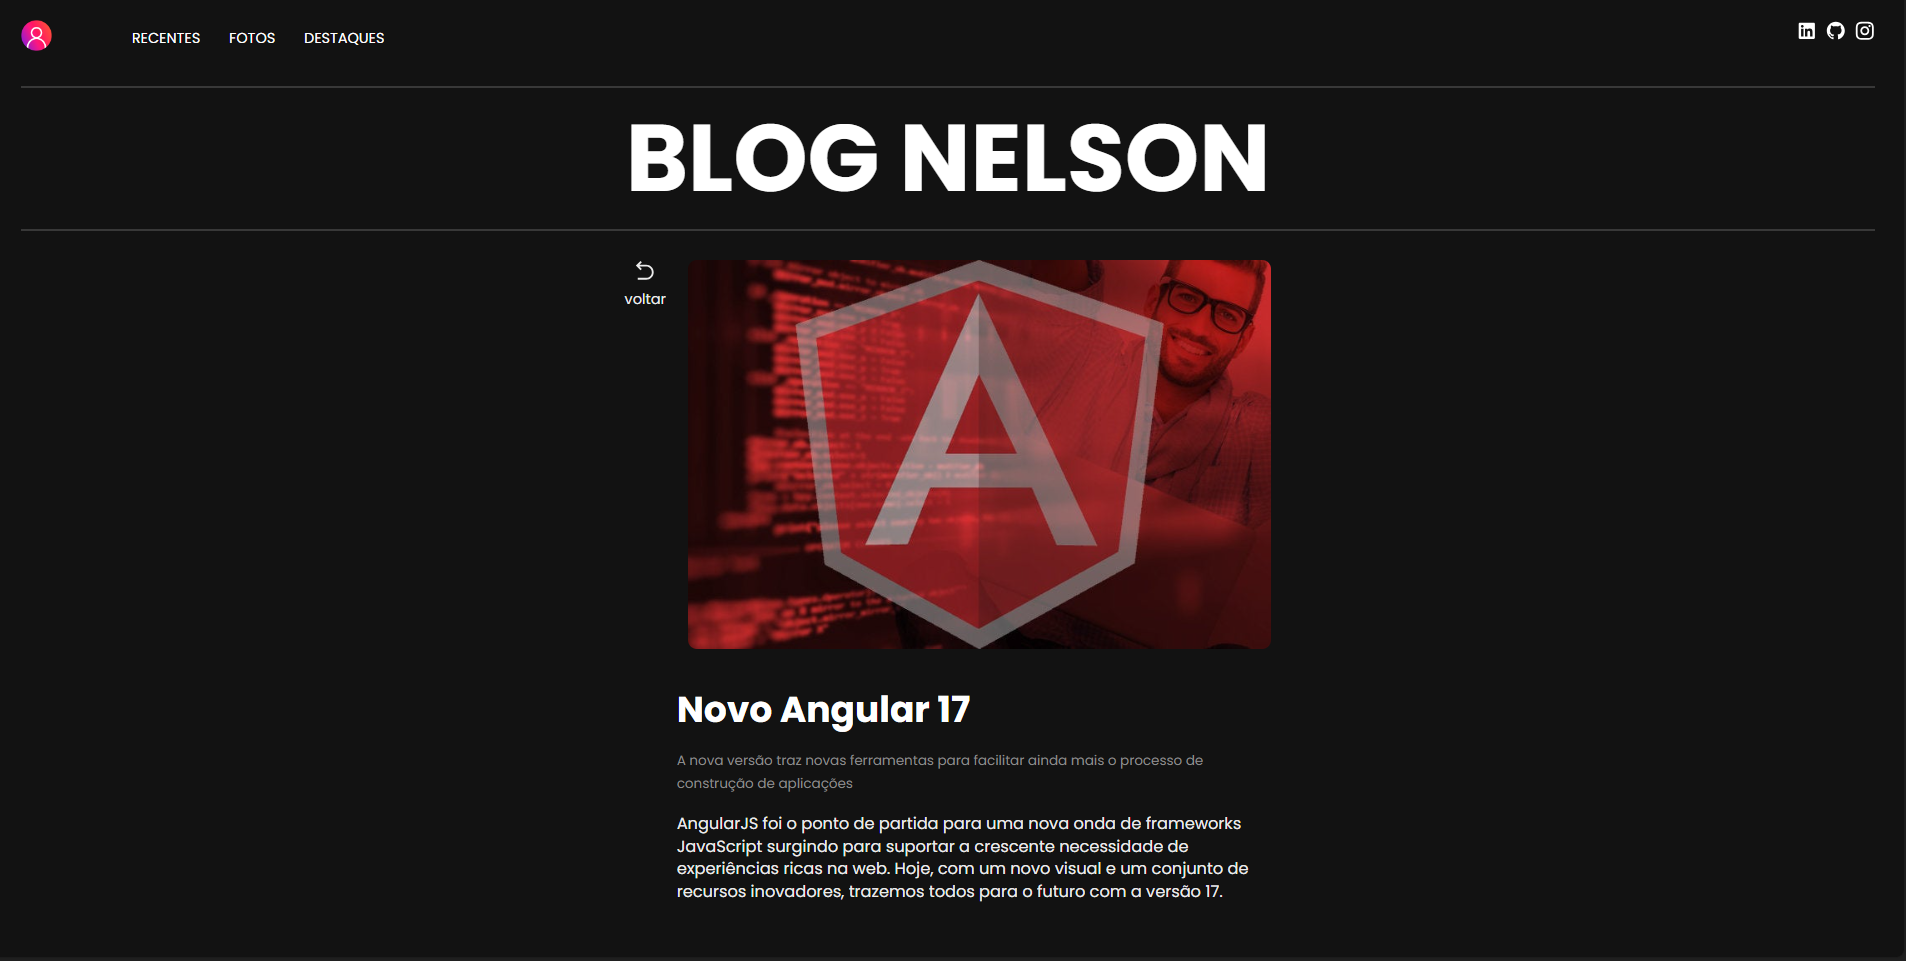 RECENTES FOTOS DESTAQUES
BLOG NELSON
voltar
A
Novo Angular 17
A nova versão traz novas ferramentas para facilitar ainda mais o processo de
construção de aplicações
AngularJS foi o ponto de partida para uma nova onda de frameworks
JavaScript surgindo para suportar a crescente necessidade de
experiências ricas na web. Hoje, com um novo visual e um conjunto de
recursos inovadores, trazemos todos para o futuro com a versão 17.